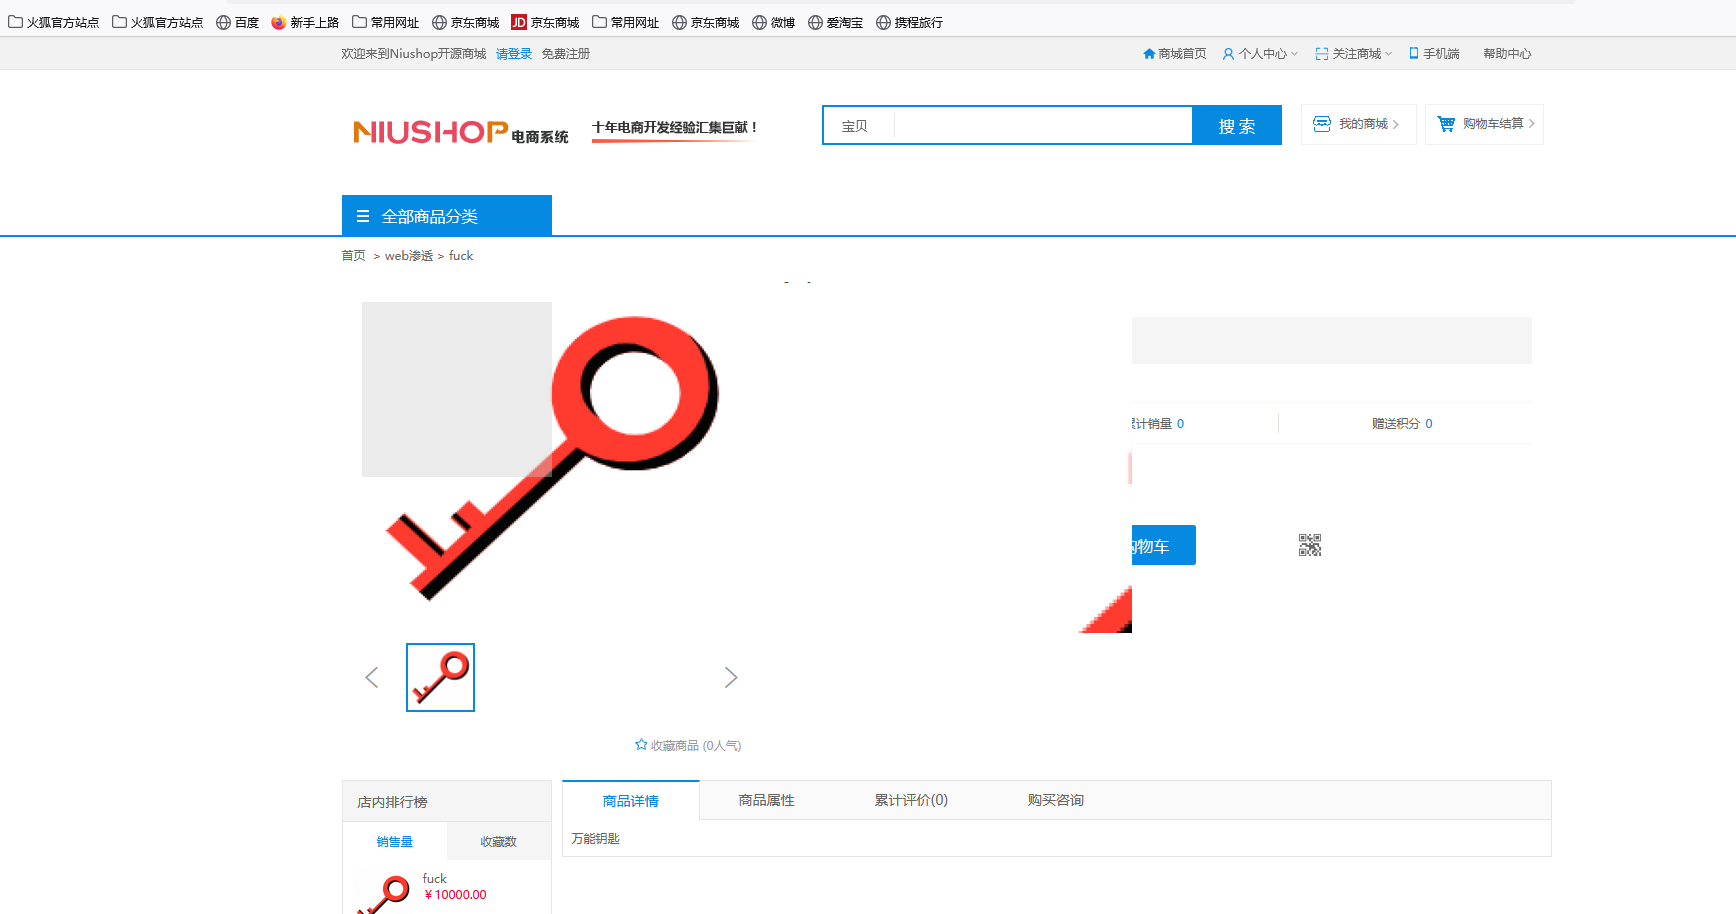 火狐官方站点 火狐官方站点 百度 新手上路 常用网址 京东商城 JD 京东商城 常用网址 京东商城 微博 爱淘宝 携程旅行
欢迎来到Niushop开源商城 请登录 免费注册 商城首页 个人中心 关注商城 手机端 帮助中心
NIUSHOP电商系统 十年电商开发经验汇集巨献！ 宝贝 搜索 我的商城 购物车结算
全部商品分类
首页 > web渗透 > fuck
累计销量 0 赠送积分 0
购物车
收藏商品 (0人气)
店内排行榜 商品详情 商品属性 累计评价(0) 购买咨询
销售量 收藏数 万能钥匙
fuck
￥10000.00